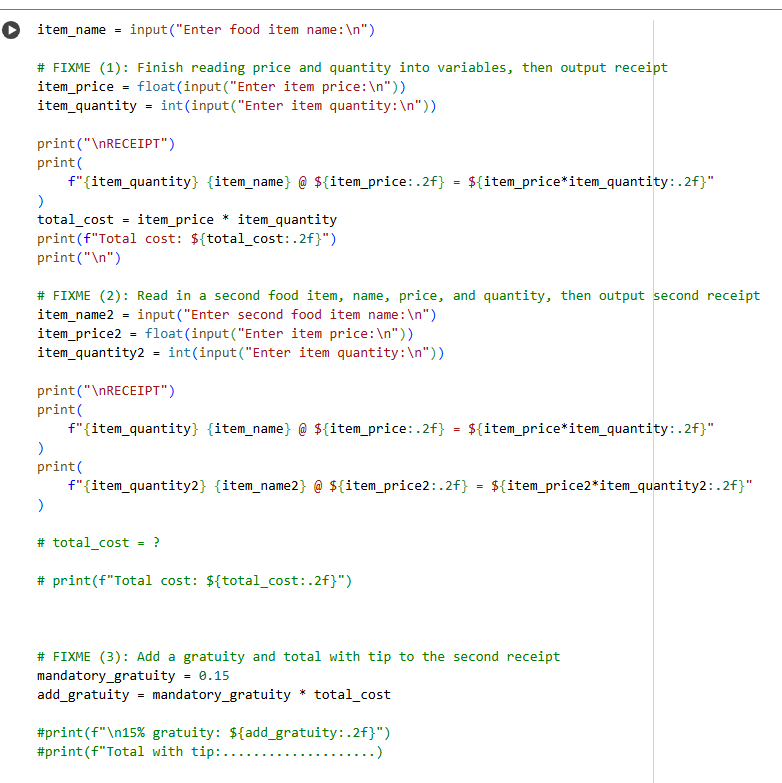 item_name = input("Enter food item name:\n")
# FIXME (1): Finish reading price and quantity into variables, then output receipt
item_price = float(input("Enter item price:\n"))
item_quantity = int(input("Enter item quantity:\n"))
print("\nRECEIPT")
print(
    f"{item_quantity} {item_name} @ ${item_price:.2f} = ${item_price*item_quantity:.2f}"
)
total_cost = item_price * item_quantity
print(f"Total cost: ${total_cost:.2f}")
print("\n")
# FIXME (2): Read in a second food item, name, price, and quantity, then output second receipt
item_name2 = input("Enter second food item name:\n")
item_price2 = float(input("Enter item price:\n"))
item_quantity2 = int(input("Enter item quantity:\n"))
print("\nRECEIPT")
print(
    f"{item_quantity} {item_name} @ ${item_price:.2f} = ${item_price*item_quantity:.2f}"
)
print(
    f"{item_quantity2} {item_name2} @ ${item_price2:.2f} = ${item_price2*item_quantity2:.2f}"
)
# total_cost = ?
# print(f"Total cost: ${total_cost:.2f}")
# FIXME (3): Add a gratuity and total with tip to the second receipt
mandatory_gratuity = 0.15
add_gratuity = mandatory_gratuity * total_cost
#print(f"\n15% gratuity: ${add_gratuity:.2f}")
#print(f"Total with tip:....................)